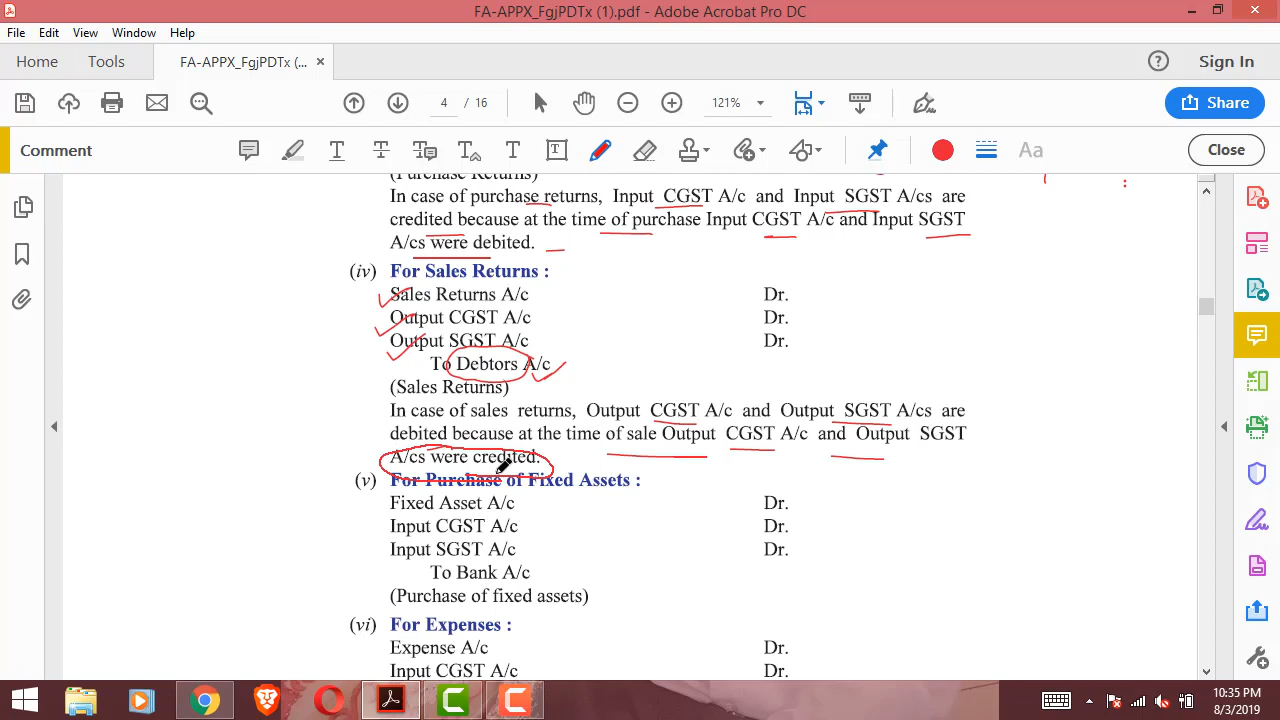 FA-APPX_FgjPDTx (1).pdf - Adobe Acrobat Pro DC
File Edit View Window Help
Home Tools FA-APPX_FgjPDTx (... × Sign In
4 / 16 121% Share
Comment Aa Close
(Purchase Returns)
In case of purchase returns, Input CGST A/c and Input SGST A/cs are
credited because at the time of purchase Input CGST A/c and Input SGST
A/cs were debited.
(iv) For Sales Returns :
Sales Returns A/c Dr.
Output CGST A/c Dr.
Output SGST A/c Dr.
To Debtors A/c
(Sales Returns)
In case of sales returns, Output CGST A/c and Output SGST A/cs are
debited because at the time of sale Output CGST A/c and Output SGST
A/cs were credited.
(v) For Purchase of Fixed Assets :
Fixed Asset A/c Dr.
Input CGST A/c Dr.
Input SGST A/c Dr.
To Bank A/c
(Purchase of fixed assets)
(vi) For Expenses :
Expense A/c Dr.
Input CGST A/c Dr.
10:35 PM
8/3/2019